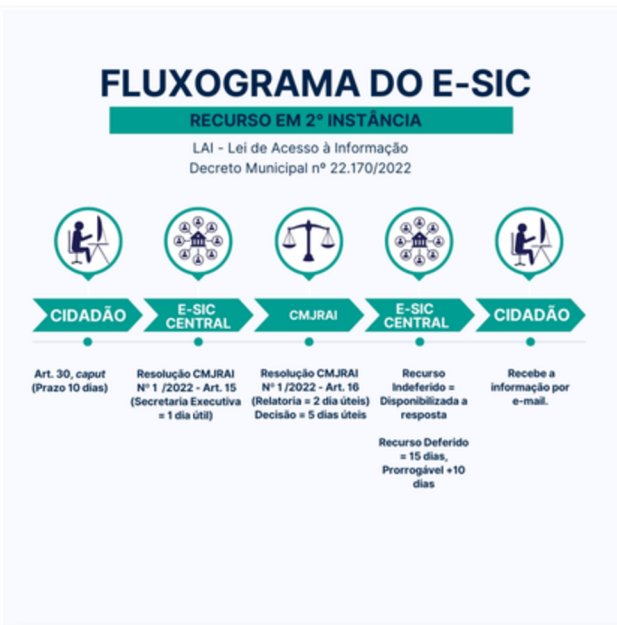 FLUXOGRAMA DO E-SIC
RECURSO EM 2° INSTÂNCIA
LAI - Lei de Acesso à Informação
Decreto Municipal nº 22.170/2022
CIDADÃO
E-SIC
CENTRAL
CMJRAI
E-SIC
CENTRAL
CIDADÃO
Art. 30, caput
(Prazo 10 dias)
Resolução CMJRAI
Nº 1 /2022 - Art. 15
(Secretaria Executiva
= 1 dia útil)
Resolução CMJRAI
Nº 1 /2022 - Art. 16
(Relatoria = 2 dia úteis)
Decisão = 5 dias úteis
Recurso
Indeferido =
Disponibilizada a
resposta
Recurso Deferido
= 15 dias,
Prorrogável +10
dias
Recebe a
informação por
e-mail.